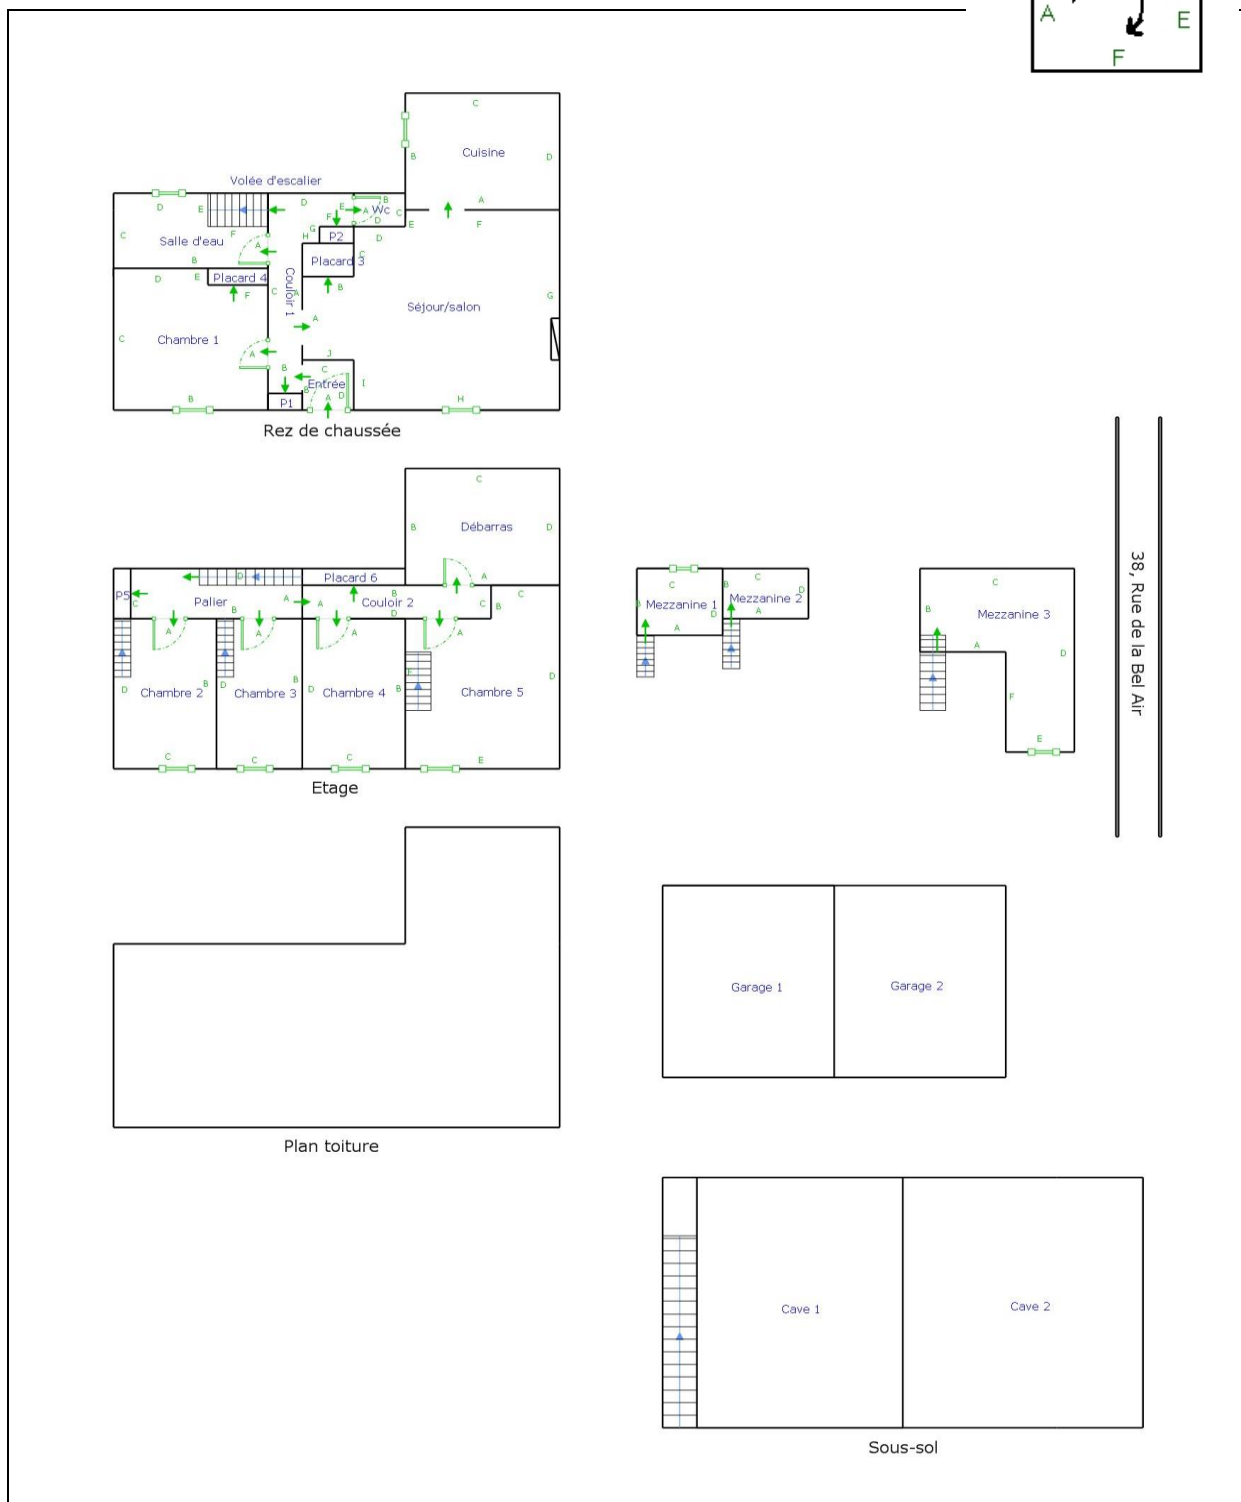 A
E
F
C
Cuisine
B
D
A
Volée d'escalier
D
E
D
E
A
B
Wc
C
D
F
E
F
C
Salle d'eau
F
A
B
G
H
P2
D
Placard 3
C
B
D
E
Placard 4
F
C
A
Couloir 1
A
Séjour/salon
G
C
Chambre 1
A
B
J
C
Entrée
B
D
A
I
P1
B
H
Rez de chaussée
C
B
Débarras
D
A
D
Placard 6
P5
C
Palier
B
A
A
B
Couloir 2
D
C
B
C
A
A
A
A
D
Chambre 2
B
D
Chambre 3
B
D
Chambre 4
B
F
Chambre 5
D
C
C
C
E
Etage
C
B
Mezzanine 1
D
A
B
C
Mezzanine 2
D
A
C
B
Mezzanine 3
A
D
F
E
38, Rue de la Bel Air
Garage 1
Garage 2
Plan toiture
Cave 1
Cave 2
Sous-sol